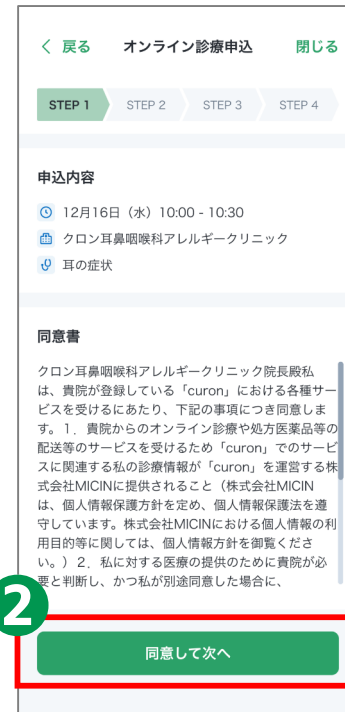 戻る オンライン診療申込 閉じる
STEP 1 STEP 2 STEP 3 STEP 4
申込内容
12月16日（水）10:00 - 10:30
クロン耳鼻咽喉科アレルギークリニック
耳の症状
同意書
クロン耳鼻咽喉科アレルギークリニック院長殿私
は、貴院が登録している「curon」における各種サー
ビスを受けるにあたり、下記の事項につき同意しま
す。１．貴院からのオンライン診療や処方医薬品等の
配送等のサービスを受けるため「curon」でのサービ
スに関連する私の診療情報が「curon」を運営する株
式会社MICINに提供されること（株式会社MICIN
は、個人情報保護方針を定め、個人情報保護法を遵
守しています。株式会社MICINにおける個人情報の利
用目的等に関しては、個人情報方針を御覧くださ
い。）２．私に対する医療の提供のために貴院が必
要と判断し、かつ私が別途同意した場合に、
2
同意して次へ